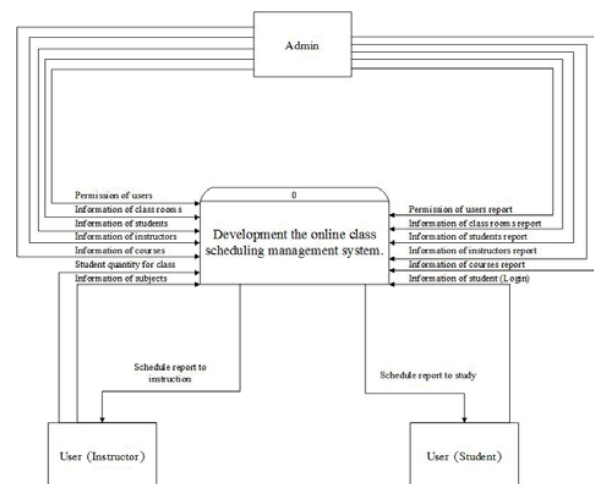 Admin
0
Development the online class
scheduling management system.
Permission of users
Information of class rooms
Information of students
Information of instructors
Information of courses
Student quantity for class
Information of subjects
Permission of users report
Information of class rooms report
Information of students report
Information of instructors report
Information of courses report
Information of student (Login)
Schedule report to
instruction
Schedule report to study
User (Instructor)
User (Student)